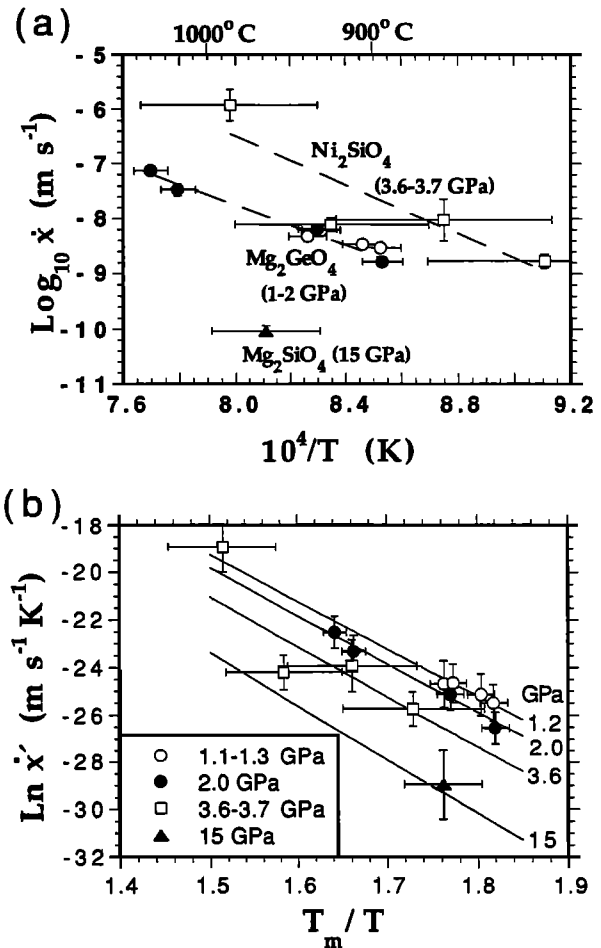 (a)
1000° C 900° C
- 5
- 6
- 7
- 8
- 9
- 10
- 11
Log10 ẋ (m s-1)
Ni2SiO4
(3.6-3.7 GPa)
Mg2GeO4
(1-2 GPa)
Mg2SiO4 (15 GPa)
7.6 8.0 8.4 8.8 9.2
10^4/T (K)
(b)
-18
-20
-22
-24
-26
-28
-30
-32
Ln ẋ' (m s-1 K-1)
GPa
1.2
2.0
3.6
15
1.1-1.3 GPa
2.0 GPa
3.6-3.7 GPa
15 GPa
1.4 1.5 1.6 1.7 1.8 1.9
Tm/T